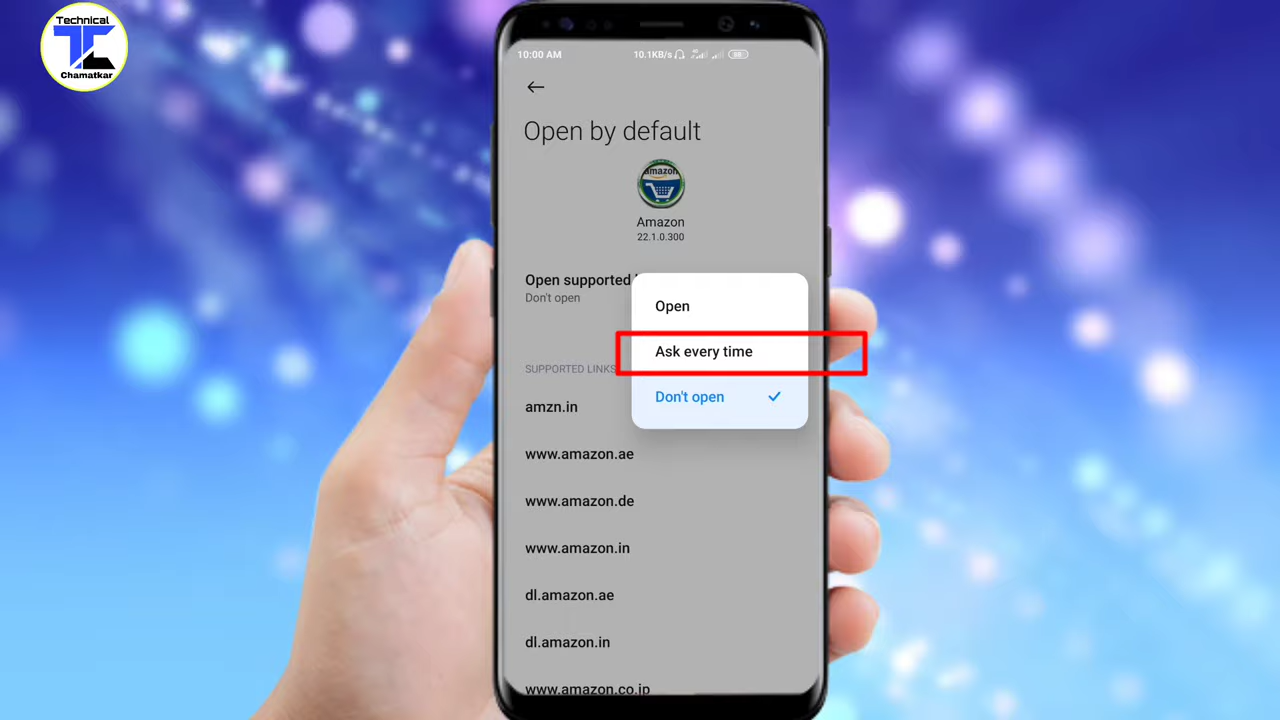 Technical
TC
Chamatkar
10:00 AM
10.1KB/s
Open by default
amazon
Amazon
22.1.0.300
Open supported
Don't open
Open
Ask every time
SUPPORTED LINKS
Don't open
amzn.in
www.amazon.ae
www.amazon.de
www.amazon.in
dl.amazon.ae
dl.amazon.in
www.amazon.co.jp